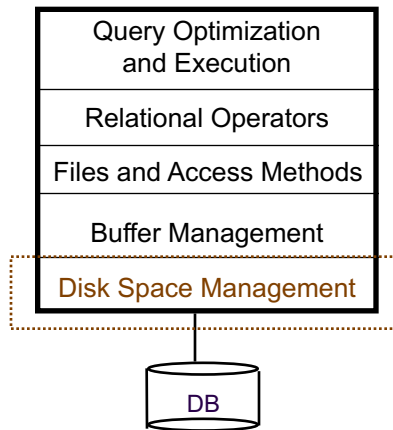 Query Optimization
and Execution
Relational Operators
Files and Access Methods
Buffer Management
Disk Space Management
DB